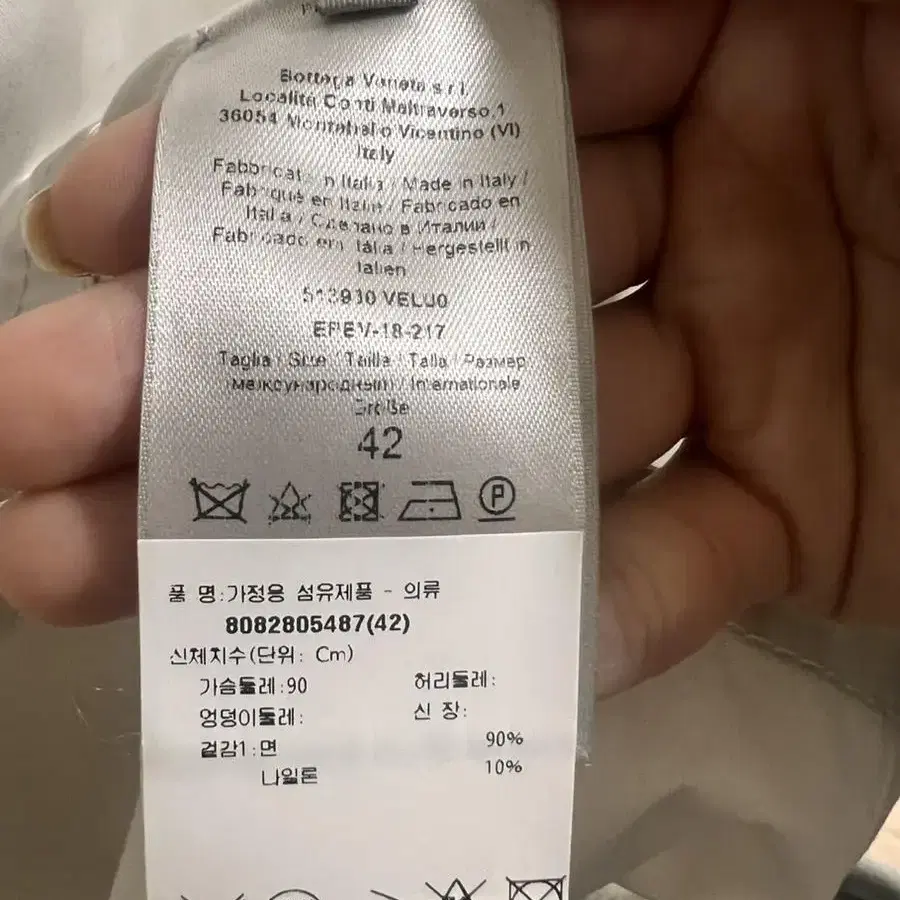 Bottega Veneta s.r.l.
Località Conti Maltraverso,1
36054 Montebello Vicentino (VI)
Italy
Fabbricato in Italia / Made in Italy /
Fabriqué en Italie / Fabricado en
Italia / Сделано в Италии /
Fabricado em Itália / Hergestellt in
Italien
513930 VELU0
EPEV-18-217
Taglia / Size / Taille / Talla / Размер
(международный) / Internationale
Größe
42
P
품 명:가정용 섬유제품 - 의류
8082805487(42)
신체치수(단위: Cm)
가슴둘레:90 허리둘레:
엉덩이둘레: 신 장:
겉감1:면 90%
나일론 10%